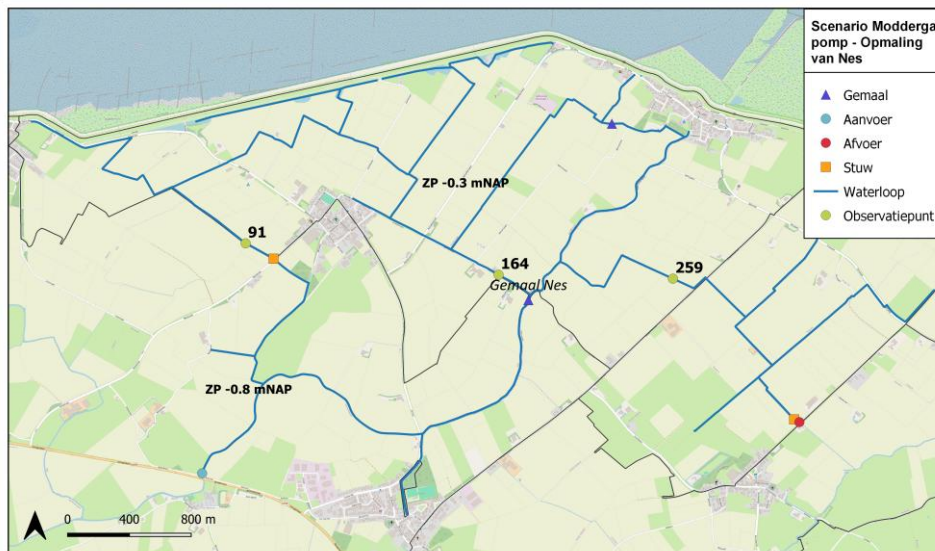 Scenario Modderga
pomp - Opmaling
van Nes
Gemaal
Aanvoer
Afvoer
Stuw
Waterloop
Observatiepunt
ZP -0.3 mNAP
91
164
259
Gemaal Nes
ZP -0.8 mNAP
0 400 800 m